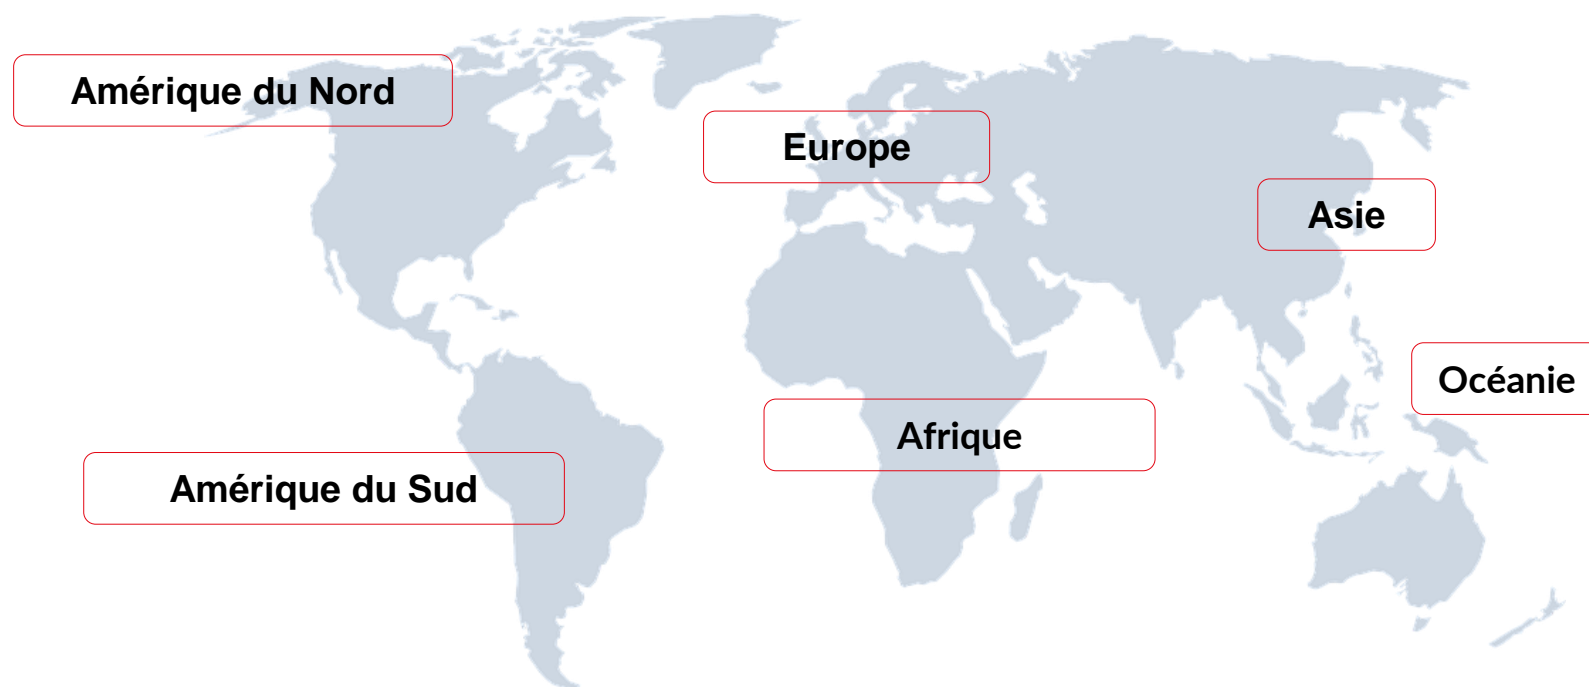 Amérique du Nord
Europe
Asie
Océanie
Afrique
Amérique du Sud